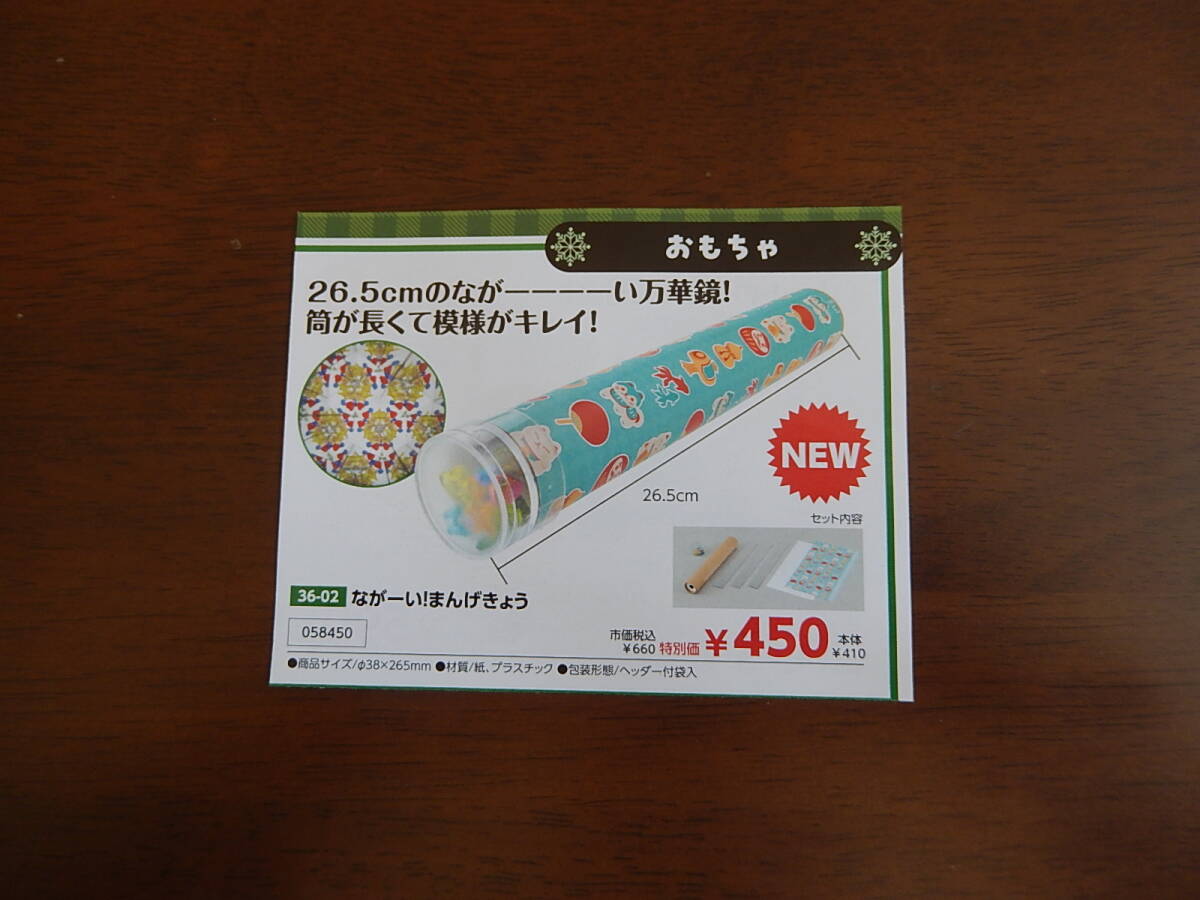 おもちゃ
26.5cmのながーーーーい万華鏡!
筒が長くて模様がキレイ!
NEW
26.5cm
セット内容
36-02 ながーい!まんげきょう
058450
市価税込 ¥660 特別価 ¥450 本体 ¥410
●商品サイズ/φ38×265mm ●材質/紙、プラスチック ●包装形態/ヘッダー付袋入